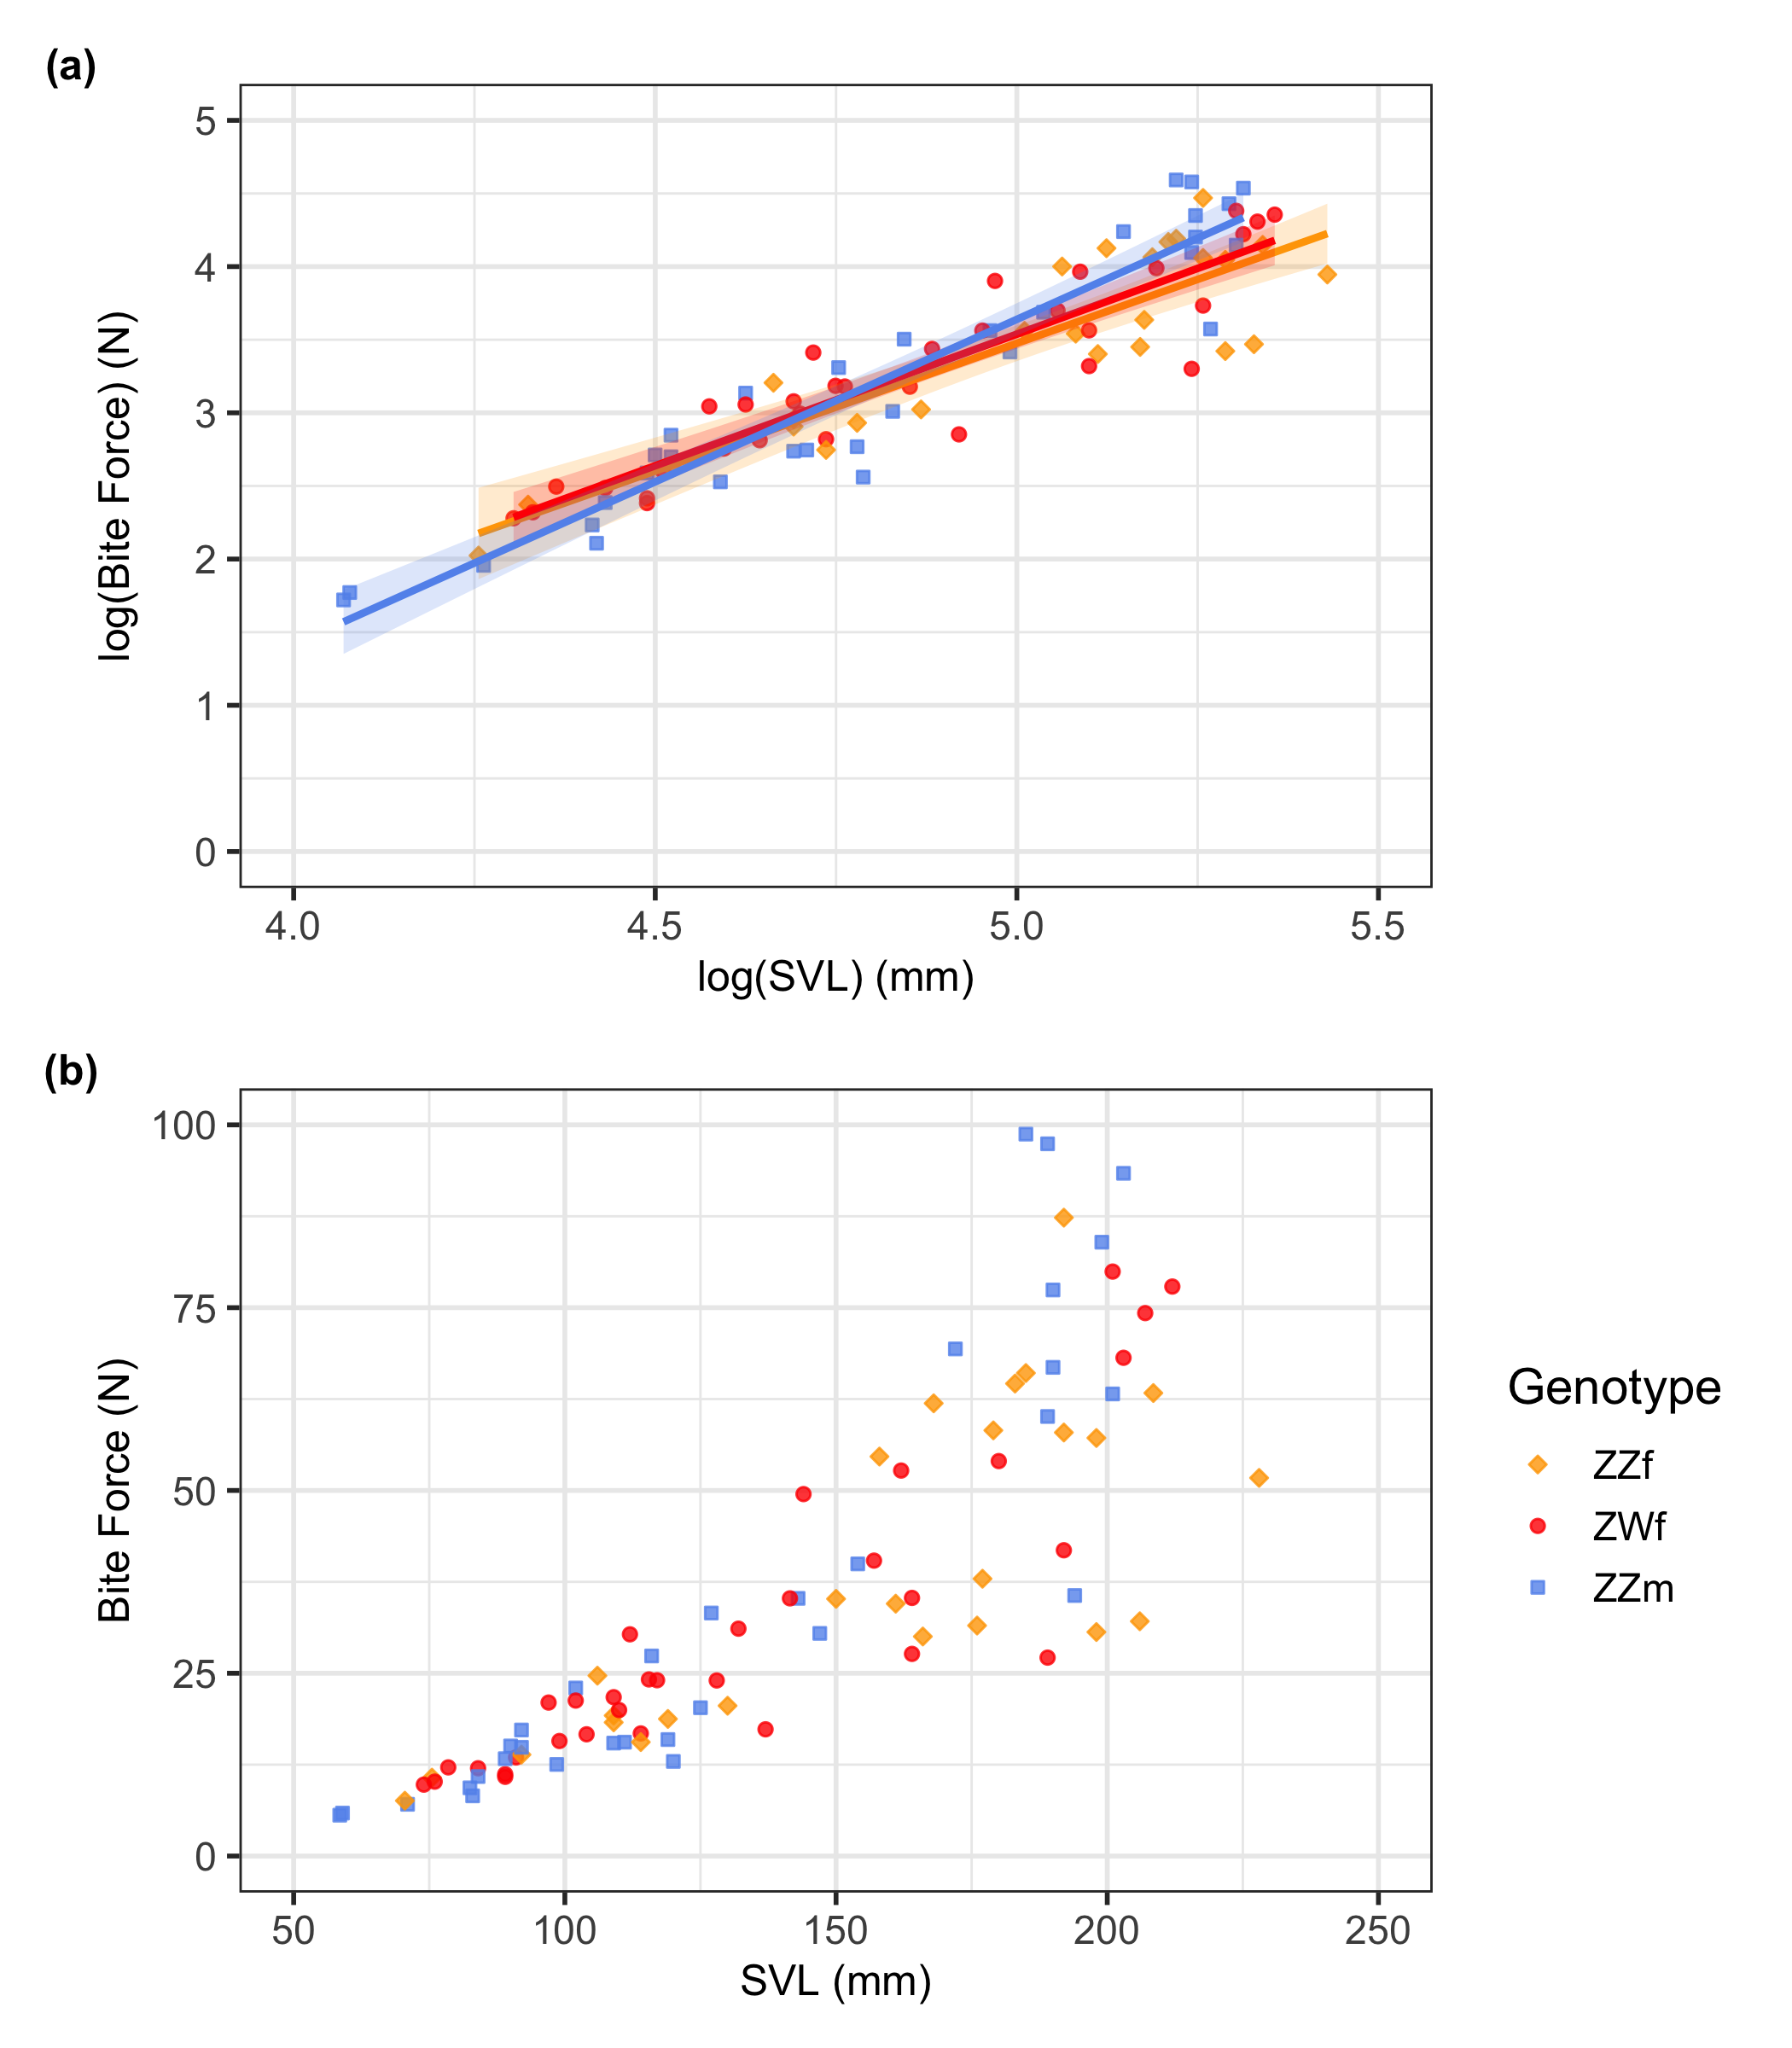 (a)
5
4
3
2
1
0
log(Bite Force) (N)
4.0 4.5 5.0 5.5
log(SVL) (mm)
(b)
100
75
50
25
0
Bite Force (N)
50 100 150 200 250
SVL (mm)
Genotype
ZZf
ZWf
ZZm